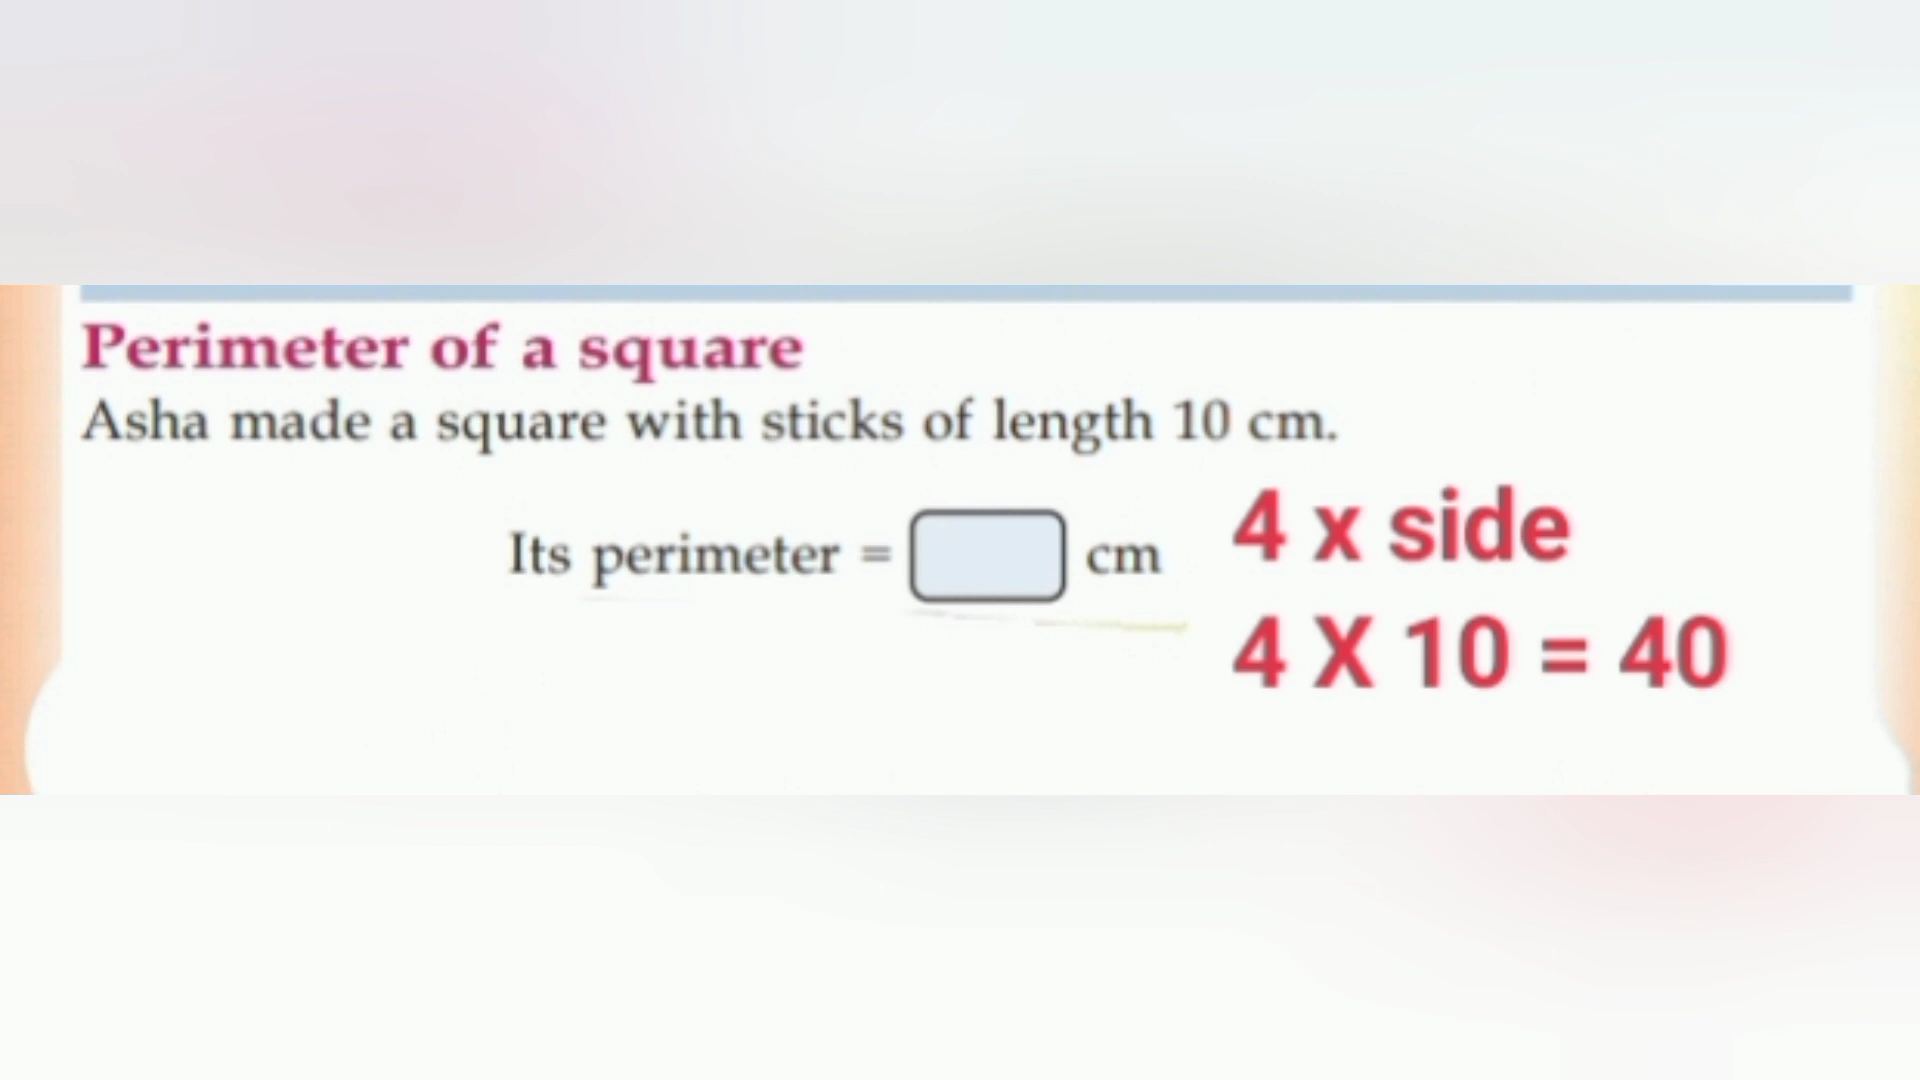 Perimeter of a square
Asha made a square with sticks of length 10 cm.
Its perimeter = cm
4 x side
4 X 10 = 40